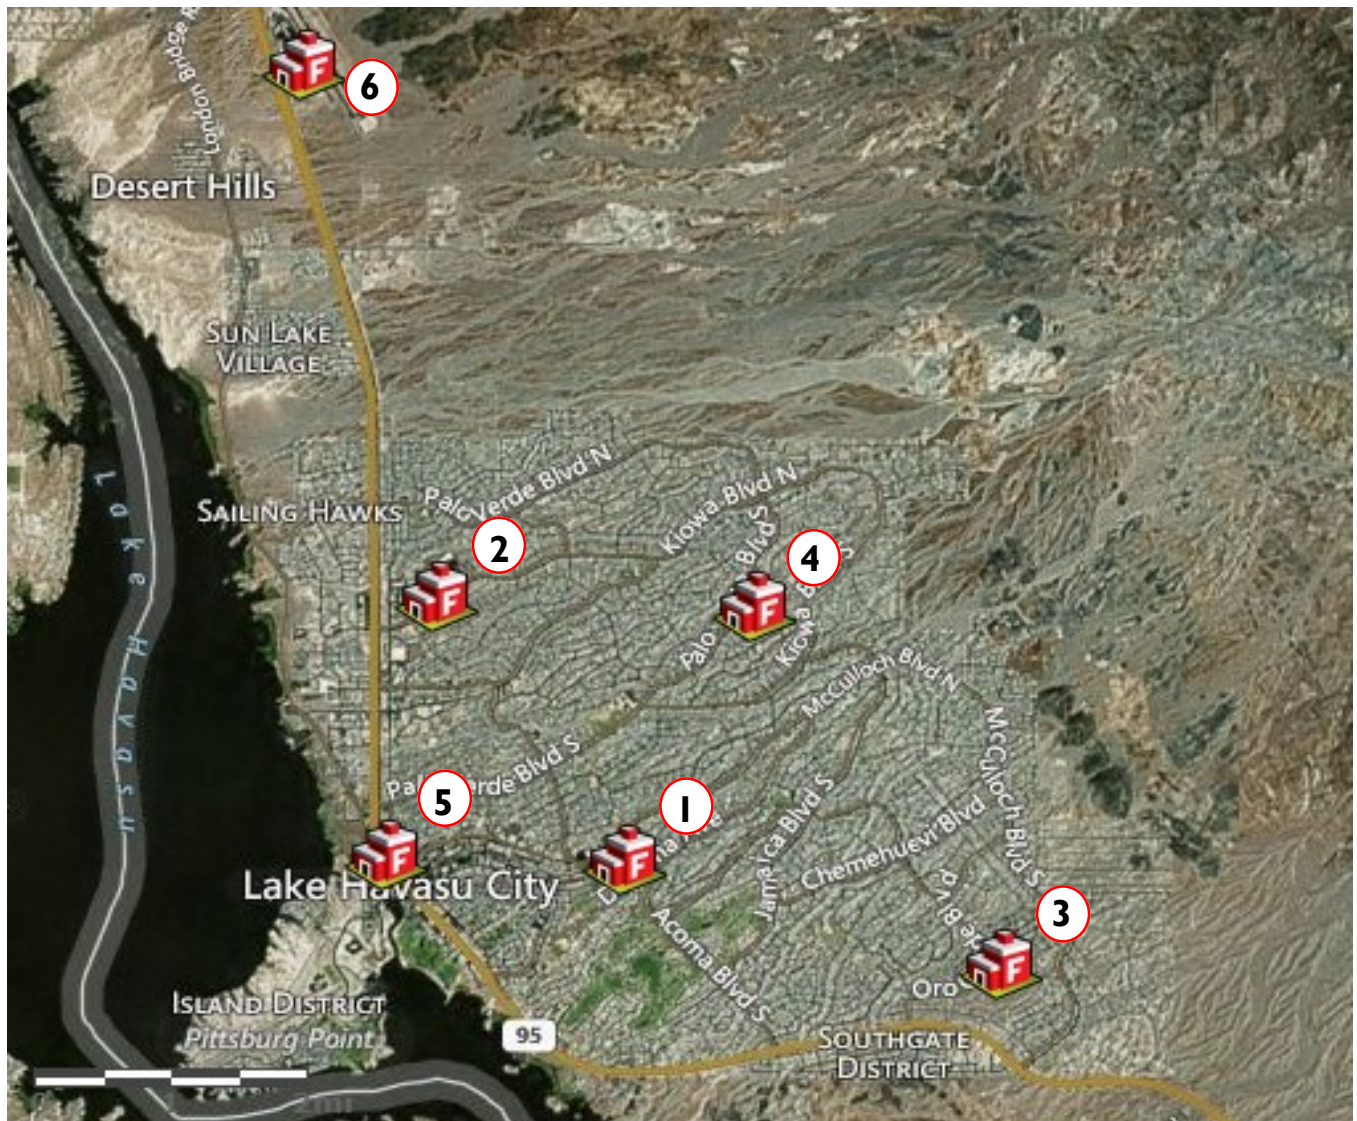 London Bridge R
6
Desert Hills
SUN LAKE
VILLAGE
Palo Verde Blvd N
Kiowa Blvd N
SAILING HAWKS
2
4
Blvd S
Palo
Kiowa B
S
McCulloch Blvd N
McCulloch Blvd S
Lake Havasu
5
1
Jamaica Blvd S
Chemehuevi Blvd
Lake Havasu City
Acoma Blvd S
3
Oro
ISLAND DISTRICT
Pittsburg Point
95
SOUTHGATE
DISTRICT
F
F
F
F
F
F